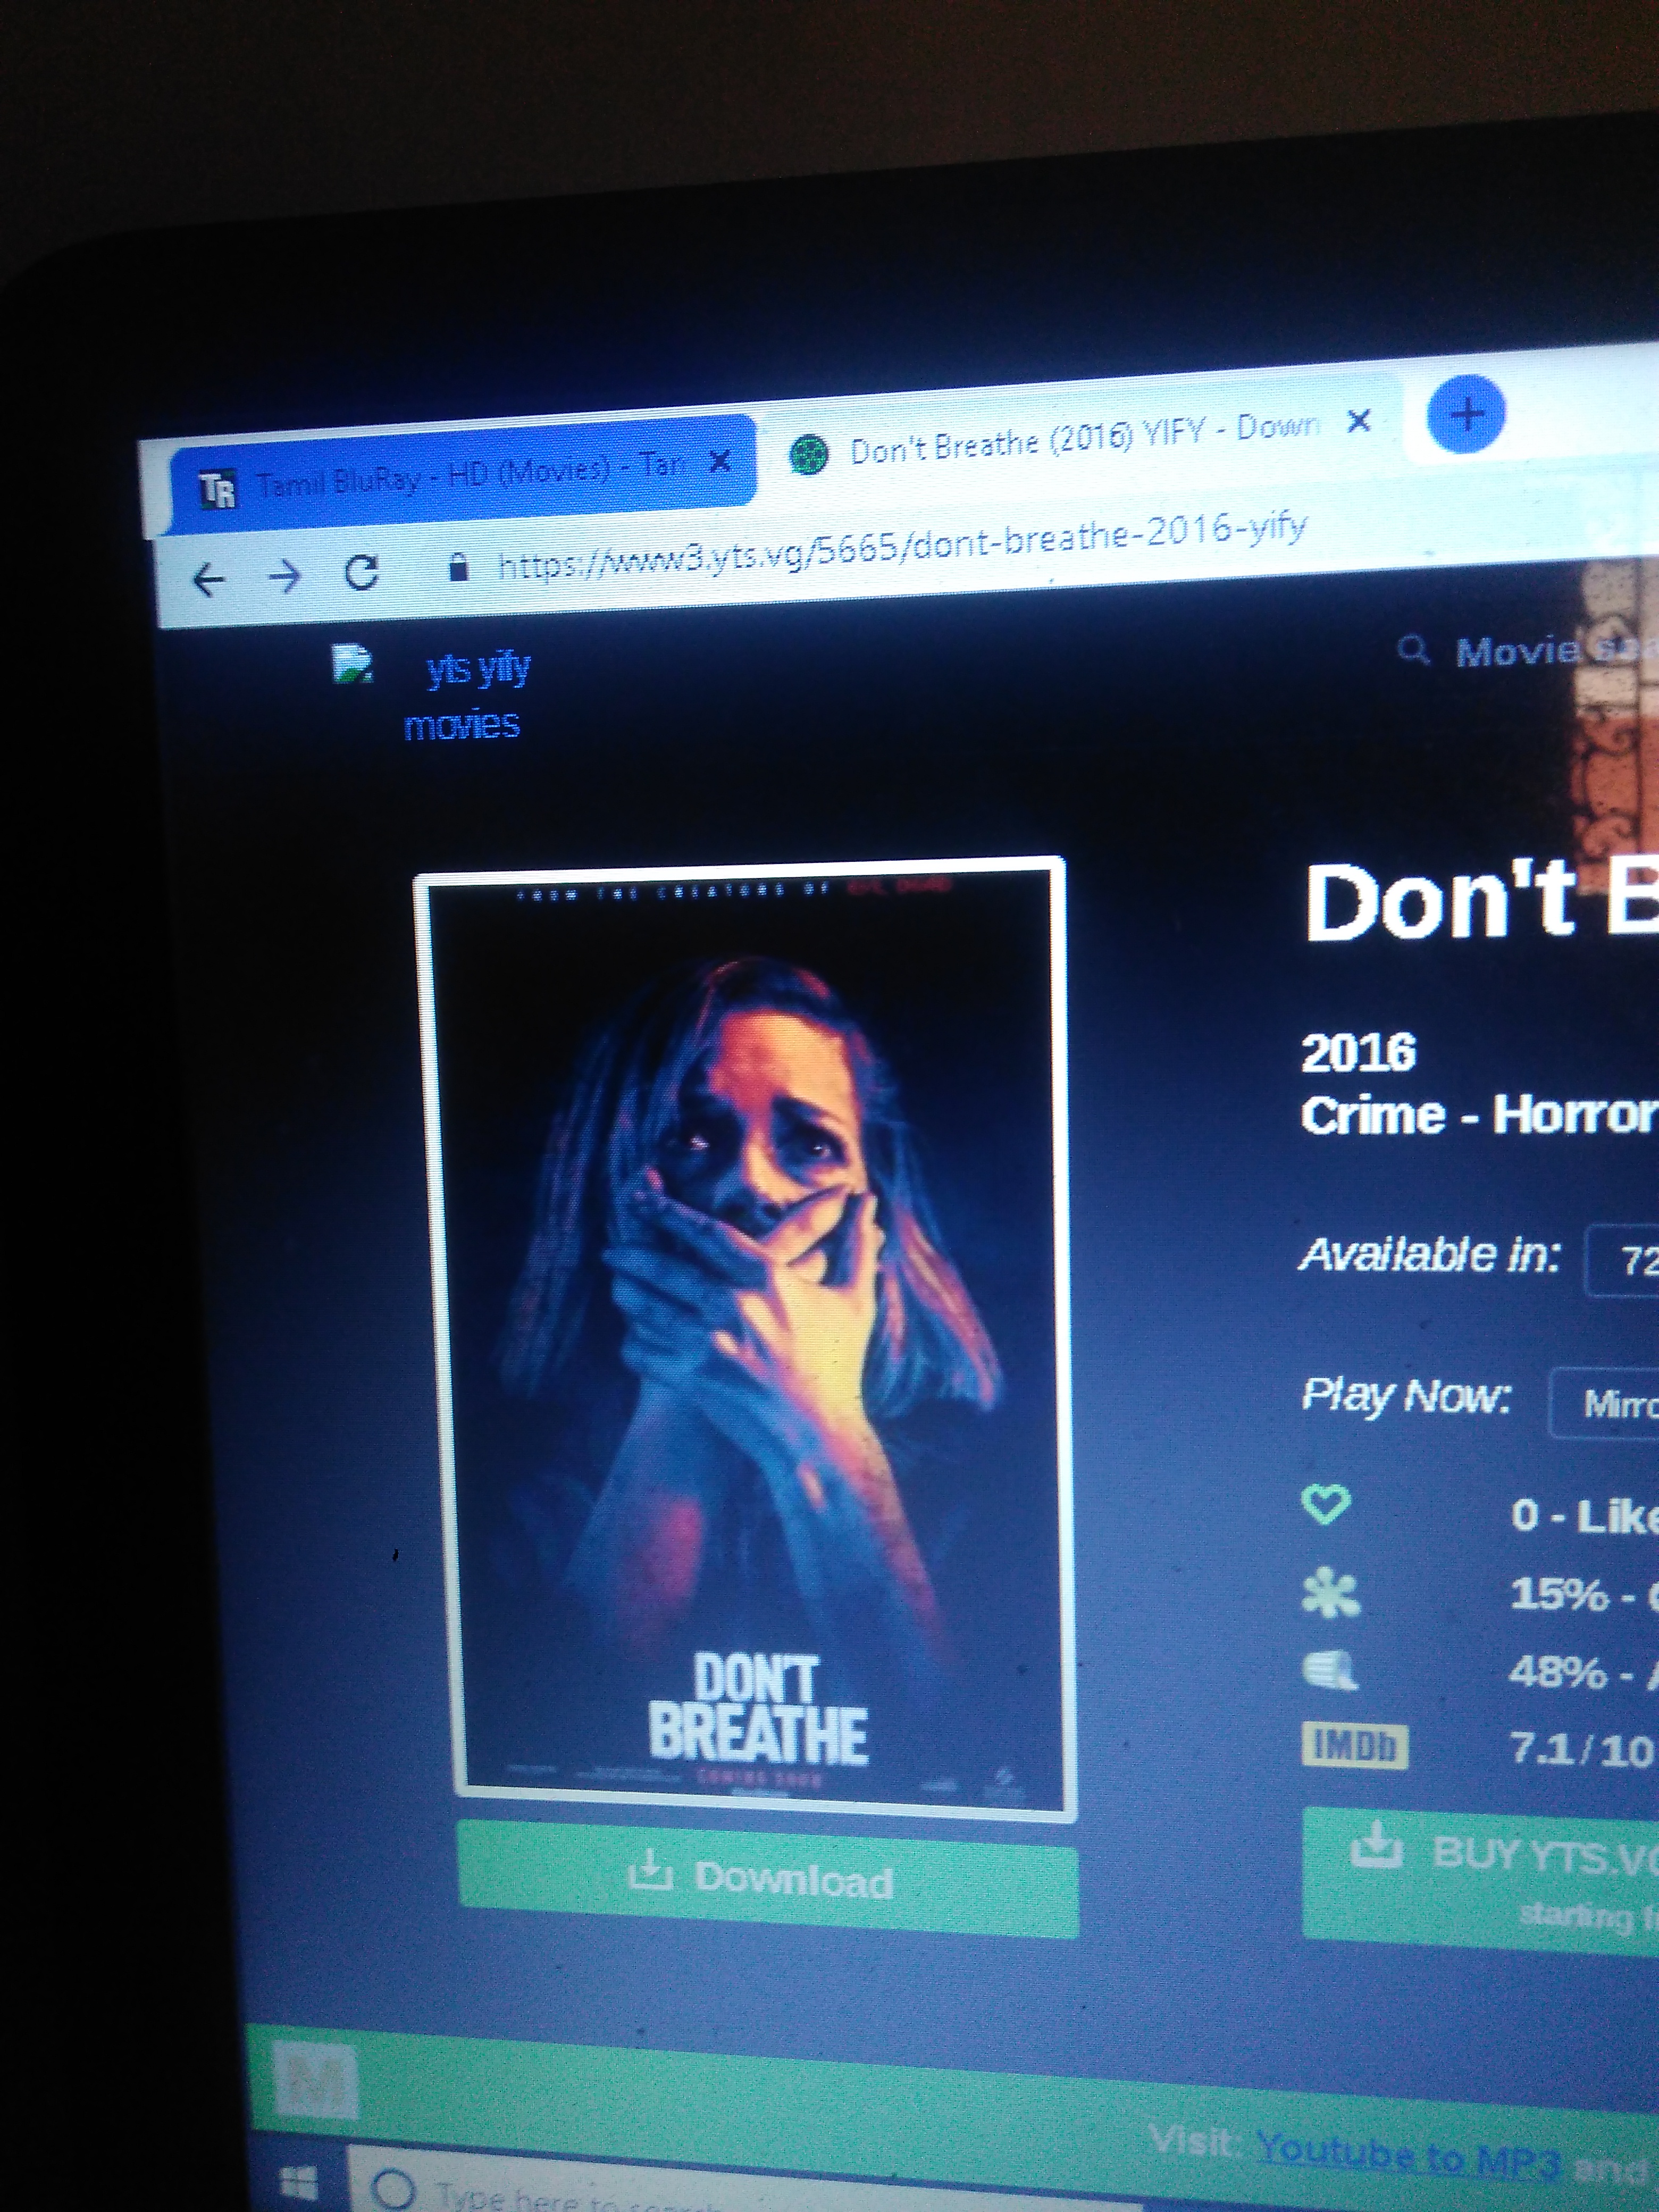 TR Tamil BluRay - HD (Movies) - Tar
Don't Breathe (2016) YIFY - Down
https://www3.yts.vg/5665/dont-breathe-2016-yify
yts yify
movies
Movie sea
FROM THE CREATORS OF EVIL DEAD
DON'T
BREATHE
COMING SOON
Download
Don't B
2016
Crime - Horror
Available in: 72
Play Now: Mirro
0 - Like
15% -
48% - A
IMDb 7.1/10
BUY YTS.VG
starting f
M
Visit: Youtube to MP3 and
Type here to search